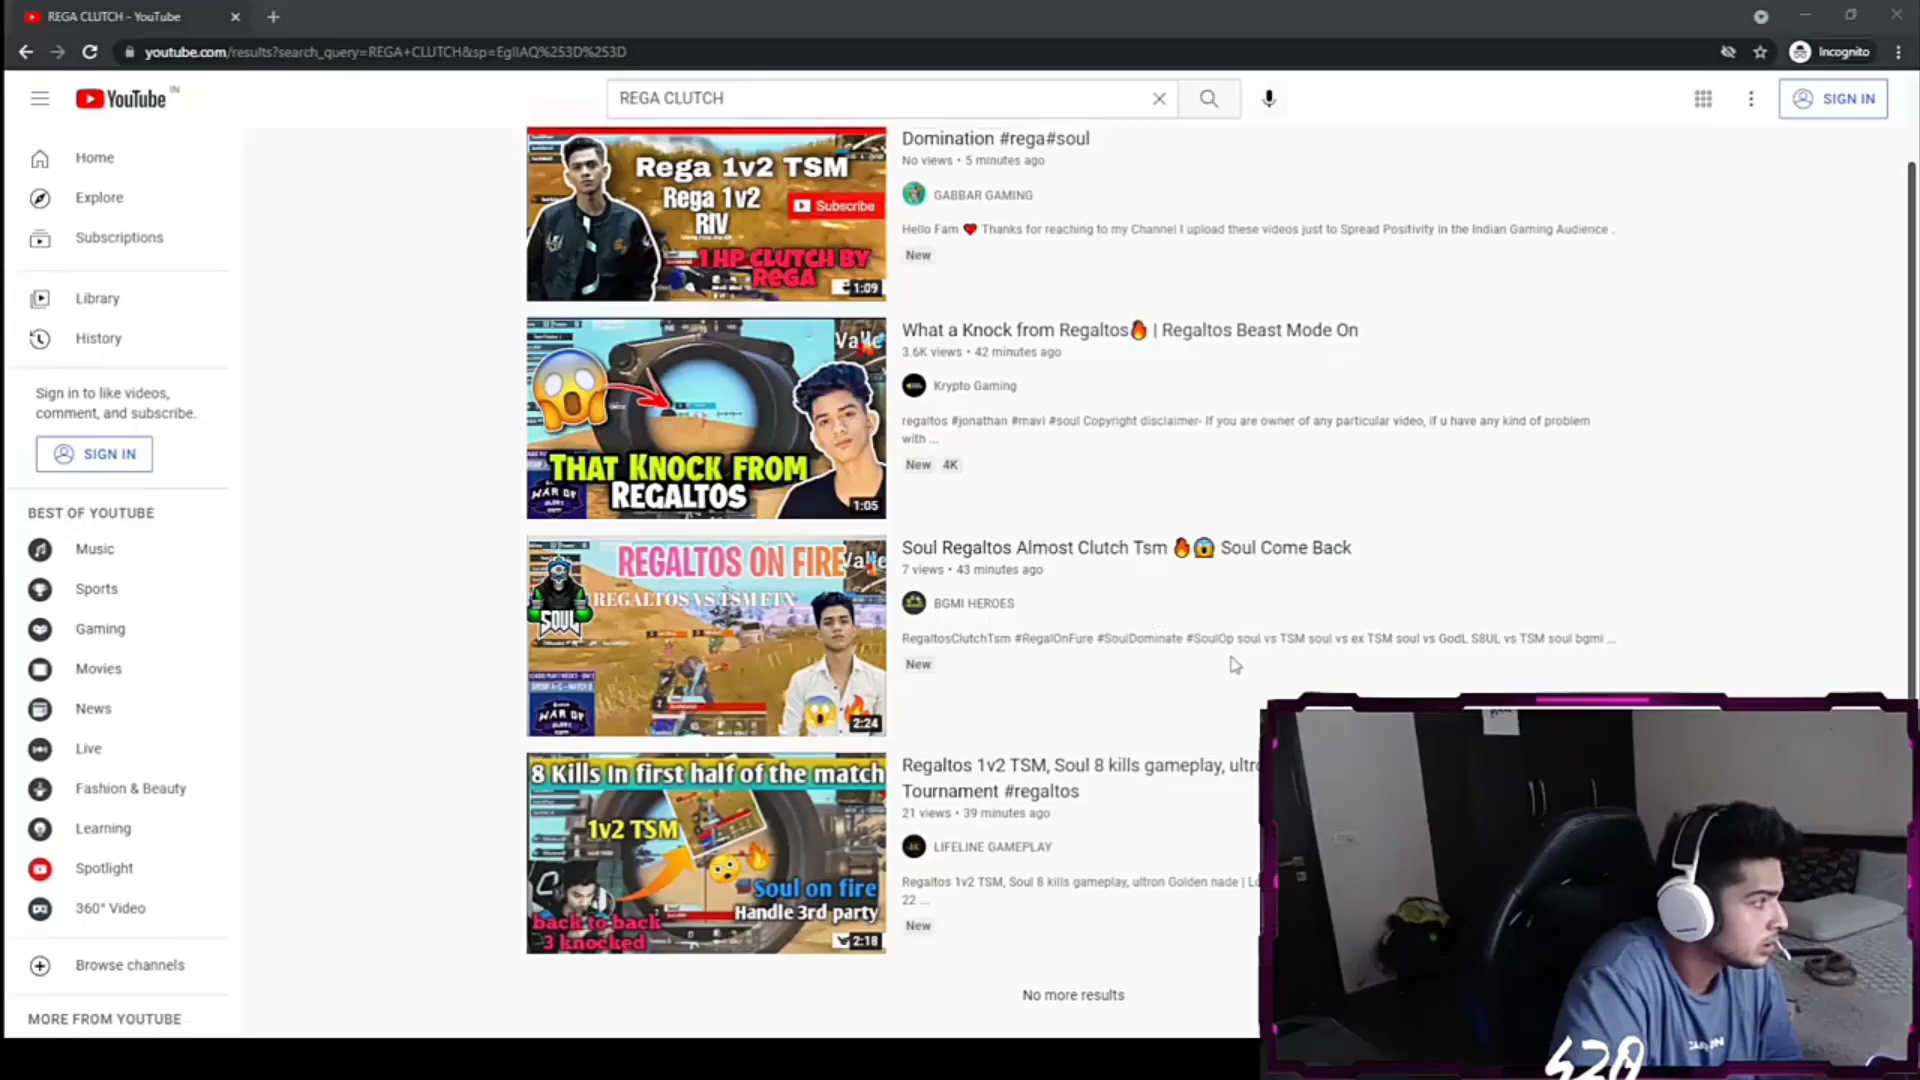 REGA CLUTCH - YouTube
youtube.com/results?search_query=REGA+CLUTCH&sp=EgIIAQ%253D%253D
Incognito
YouTube IN
REGA CLUTCH
SIGN IN
Home
Explore
Subscriptions
Library
History
Sign in to like videos,
comment, and subscribe.
SIGN IN
BEST OF YOUTUBE
Music
Sports
Gaming
Movies
News
Live
Fashion & Beauty
Learning
Spotlight
360° Video
Browse channels
MORE FROM YOUTUBE
Rega 1v2 TSM
Rega 1v2
RIV
Subscribe
1 HP CLUTCH BY
REGA
1:09
Domination #rega#soul
No views • 5 minutes ago
GABBAR GAMING
Hello Fam ❤ Thanks for reaching to my Channel I upload these videos just to Spread Positivity in the Indian Gaming Audience .
New
THAT KNOCK FROM
REGALTOS
WAR OF
1:05
What a Knock from Regaltos🔥 | Regaltos Beast Mode On
3.6K views • 42 minutes ago
Krypto Gaming
regaltos #jonathan #mavi #soul Copyright disclaimer- If you are owner of any particular video, if u have any kind of problem
with ...
New 4K
REGALTOS ON FIRE
REGALTOS VS TSM FTX
SOUL
WAR OF
2:24
Soul Regaltos Almost Clutch Tsm 🔥😱 Soul Come Back
7 views • 43 minutes ago
BGMI HEROES
RegaltosClutchTsm #RegalOnFure #SoulDominate #SoulOp soul vs TSM soul vs ex TSM soul vs GodL S8UL vs TSM soul bgmi ...
New
8 Kills In first half of the match
1v2 TSM
Soul on fire
Handle 3rd party
back to back
3 knocked
2:18
Regaltos 1v2 TSM, Soul 8 kills gameplay, ultro
Tournament #regaltos
21 views • 39 minutes ago
LIFELINE GAMEPLAY
Regaltos 1v2 TSM, Soul 8 kills gameplay, ultron Golden nade | Lo
22 ...
New
No more results